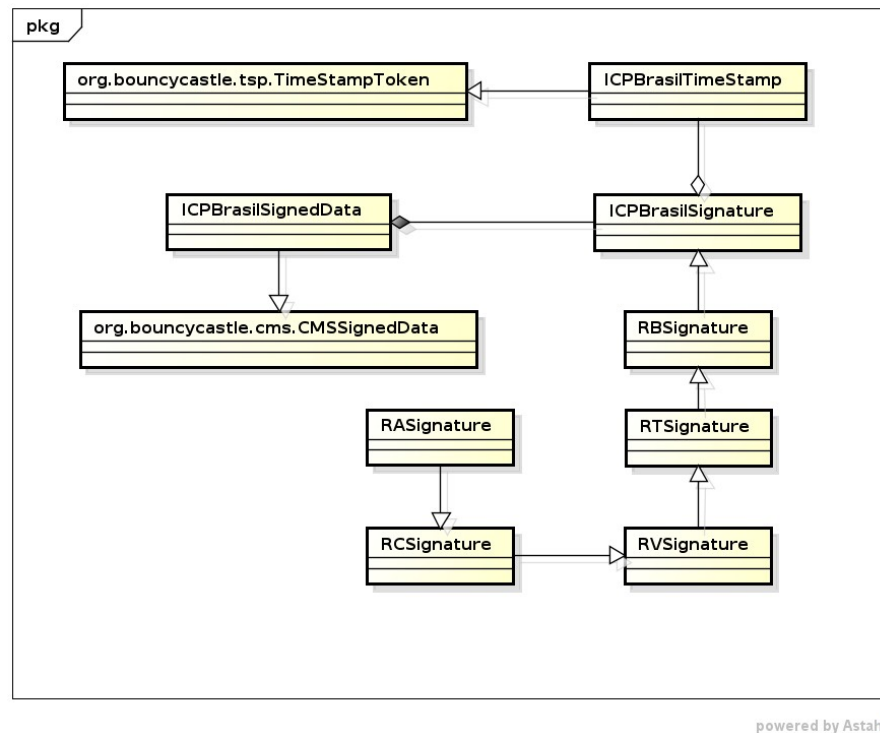 pkg
org.bouncycastle.tsp.TimeStampToken
ICPBrasilTimeStamp
ICPBrasilSignedData
ICPBrasilSignature
org.bouncycastle.cms.CMSSignedData
RBSignature
RASignature
RTSignature
RCSignature
RVSignature
powered by Astah